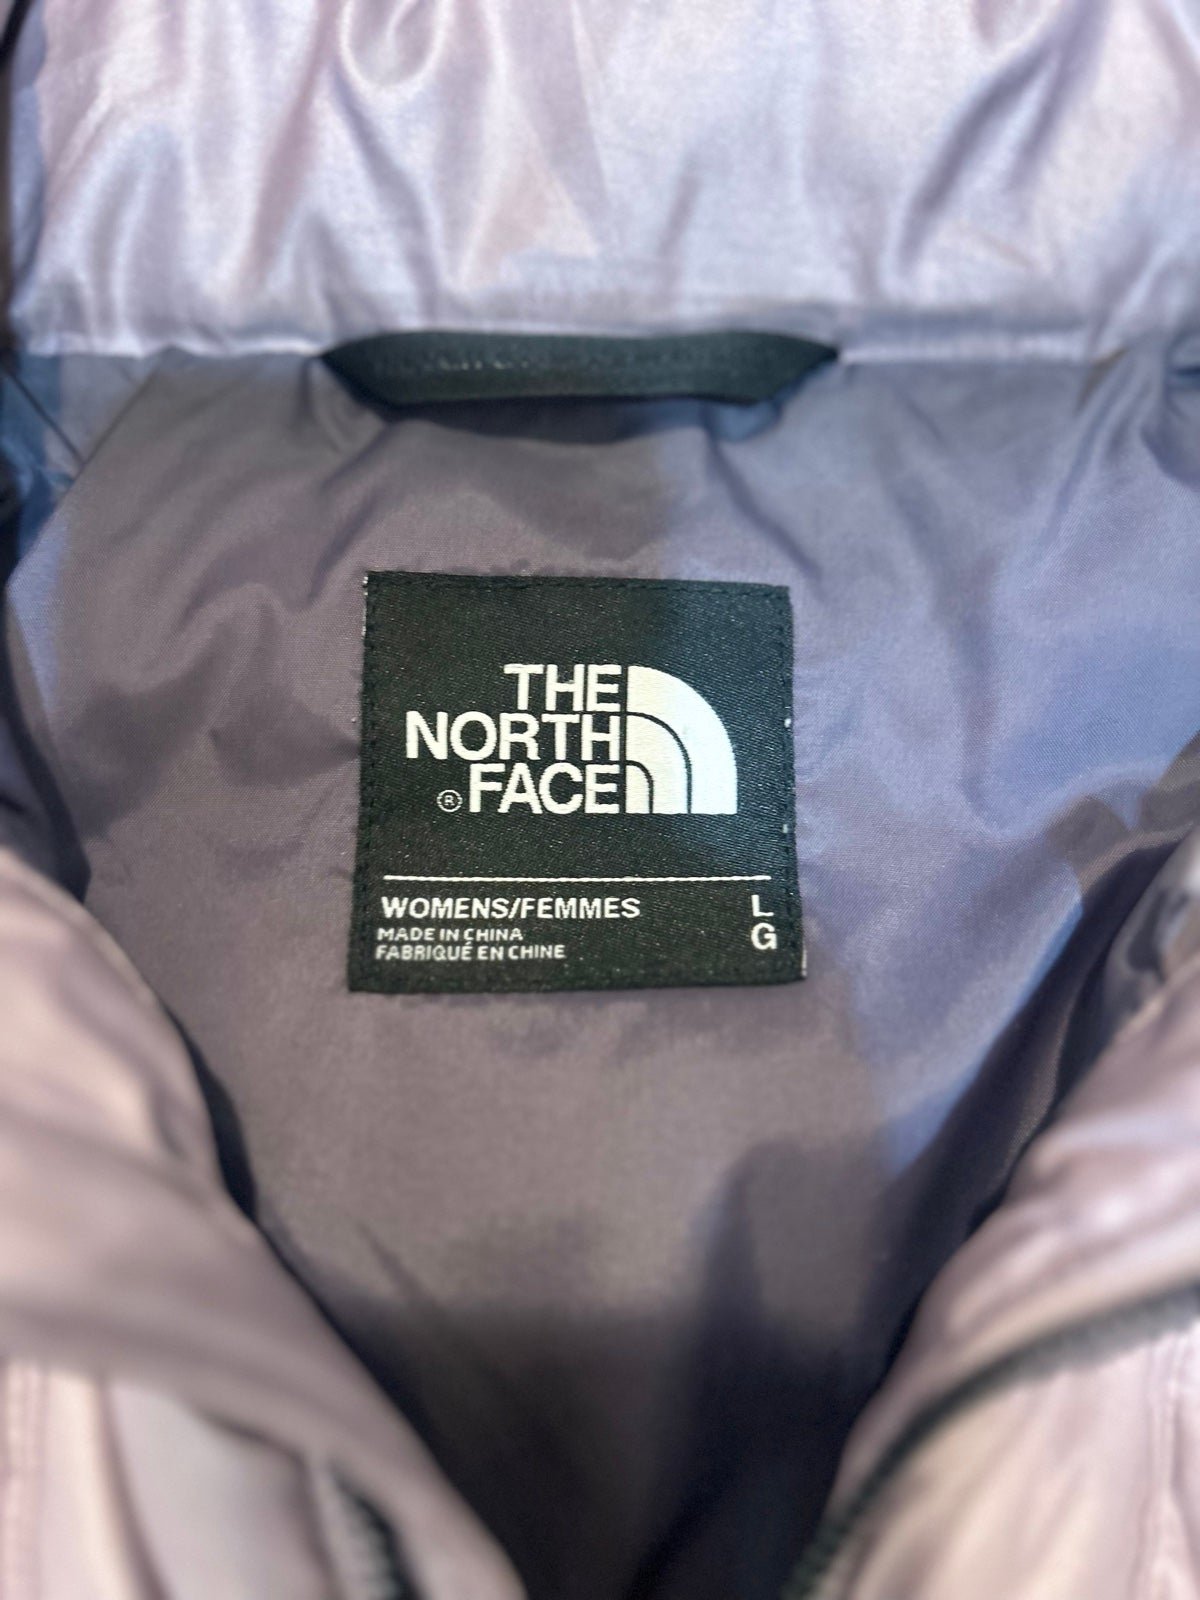 THE
NORTH
® FACE
WOMENS/FEMMES L
MADE IN CHINA G
FABRIQUÉ EN CHINE